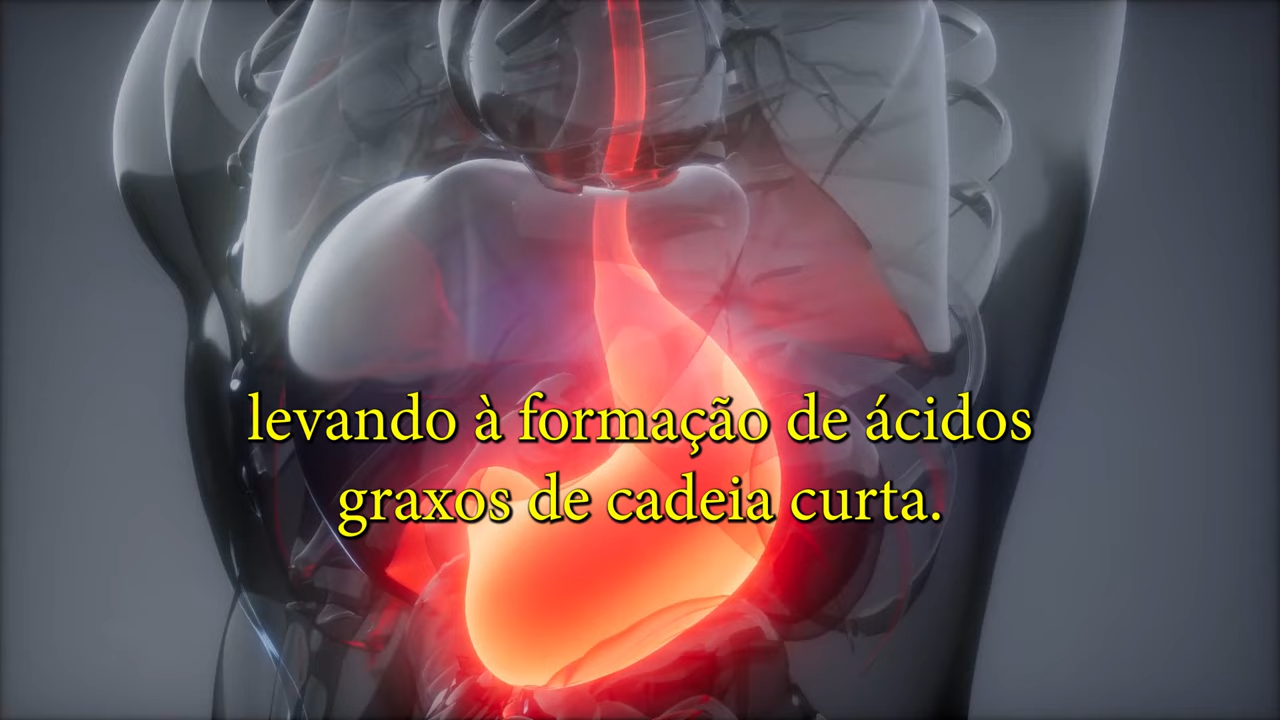 levando à formação de ácidos
graxos de cadeia curta.